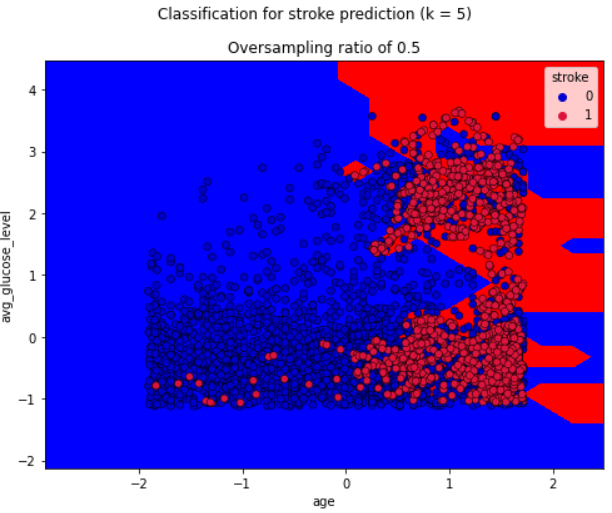 Classification for stroke prediction (k = 5)
Oversampling ratio of 0.5
stroke
0
1
4
3
2
1
0
−1
−2
avg_glucose_level
−2
−1
0
1
2
age